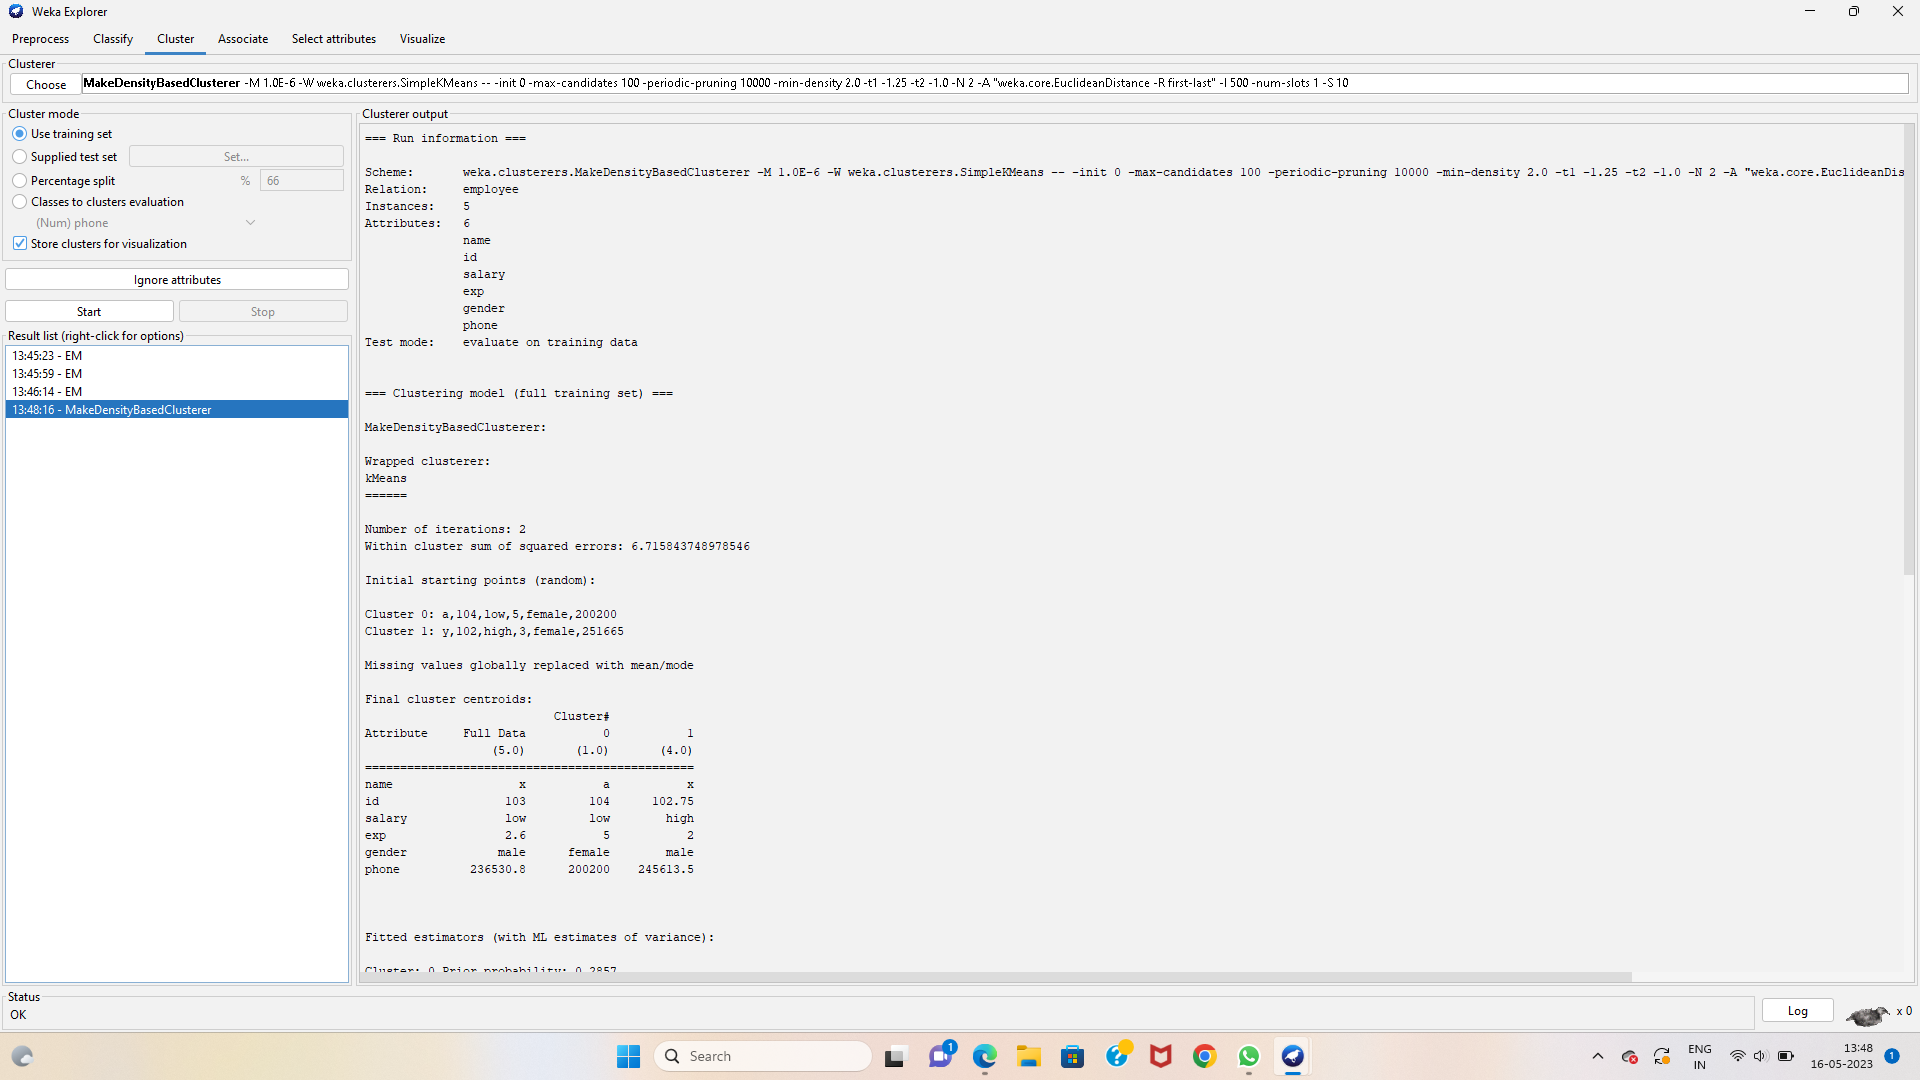 Weka Explorer
Preprocess Classify Cluster Associate Select attributes Visualize
Clusterer
Choose MakeDensityBasedClusterer -M 1.0E-6 -W weka.clusterers.SimpleKMeans -- -init 0 -max-candidates 100 -periodic-pruning 10000 -min-density 2.0 -t1 -1.25 -t2 -1.0 -N 2 -A "weka.core.EuclideanDistance -R first-last" -I 500 -num-slots 1 -S 10
Cluster mode
Use training set
Supplied test set Set...
Percentage split % 66
Classes to clusters evaluation
(Num) phone
Store clusters for visualization
Ignore attributes
Start Stop
Result list (right-click for options)
13:45:23 - EM
13:45:59 - EM
13:46:14 - EM
13:48:16 - MakeDensityBasedClusterer
Clusterer output
=== Run information ===
Scheme: weka.clusterers.MakeDensityBasedClusterer -M 1.0E-6 -W weka.clusterers.SimpleKMeans -- -init 0 -max-candidates 100 -periodic-pruning 10000 -min-density 2.0 -t1 -1.25 -t2 -1.0 -N 2 -A "weka.core.EuclideanDis
Relation: employee
Instances: 5
Attributes: 6
name
id
salary
exp
gender
phone
Test mode: evaluate on training data
=== Clustering model (full training set) ===
MakeDensityBasedClusterer:
Wrapped clusterer:
kMeans
======
Number of iterations: 2
Within cluster sum of squared errors: 6.715843748978546
Initial starting points (random):
Cluster 0: a,104,low,5,female,200200
Cluster 1: y,102,high,3,female,251665
Missing values globally replaced with mean/mode
Final cluster centroids:
Cluster#
Attribute Full Data 0 1
(5.0) (1.0) (4.0)
===============================================
name x a x
id 103 104 102.75
salary low low high
exp 2.6 5 2
gender male female male
phone 236530.8 200200 245613.5
Fitted estimators (with ML estimates of variance):
Cluster: 0 Prior probability: 0.2857
Status
OK
Log x 0
Search
1
ENG
IN
13:48
16-05-2023
1